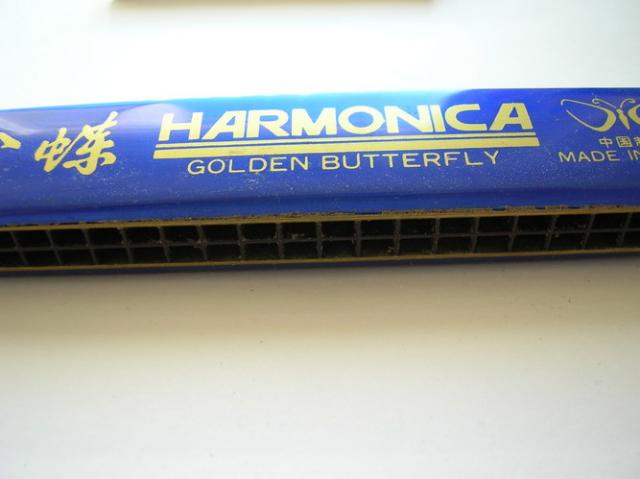 蝶
HARMONICA
GOLDEN BUTTERFLY
中国
MADE IN